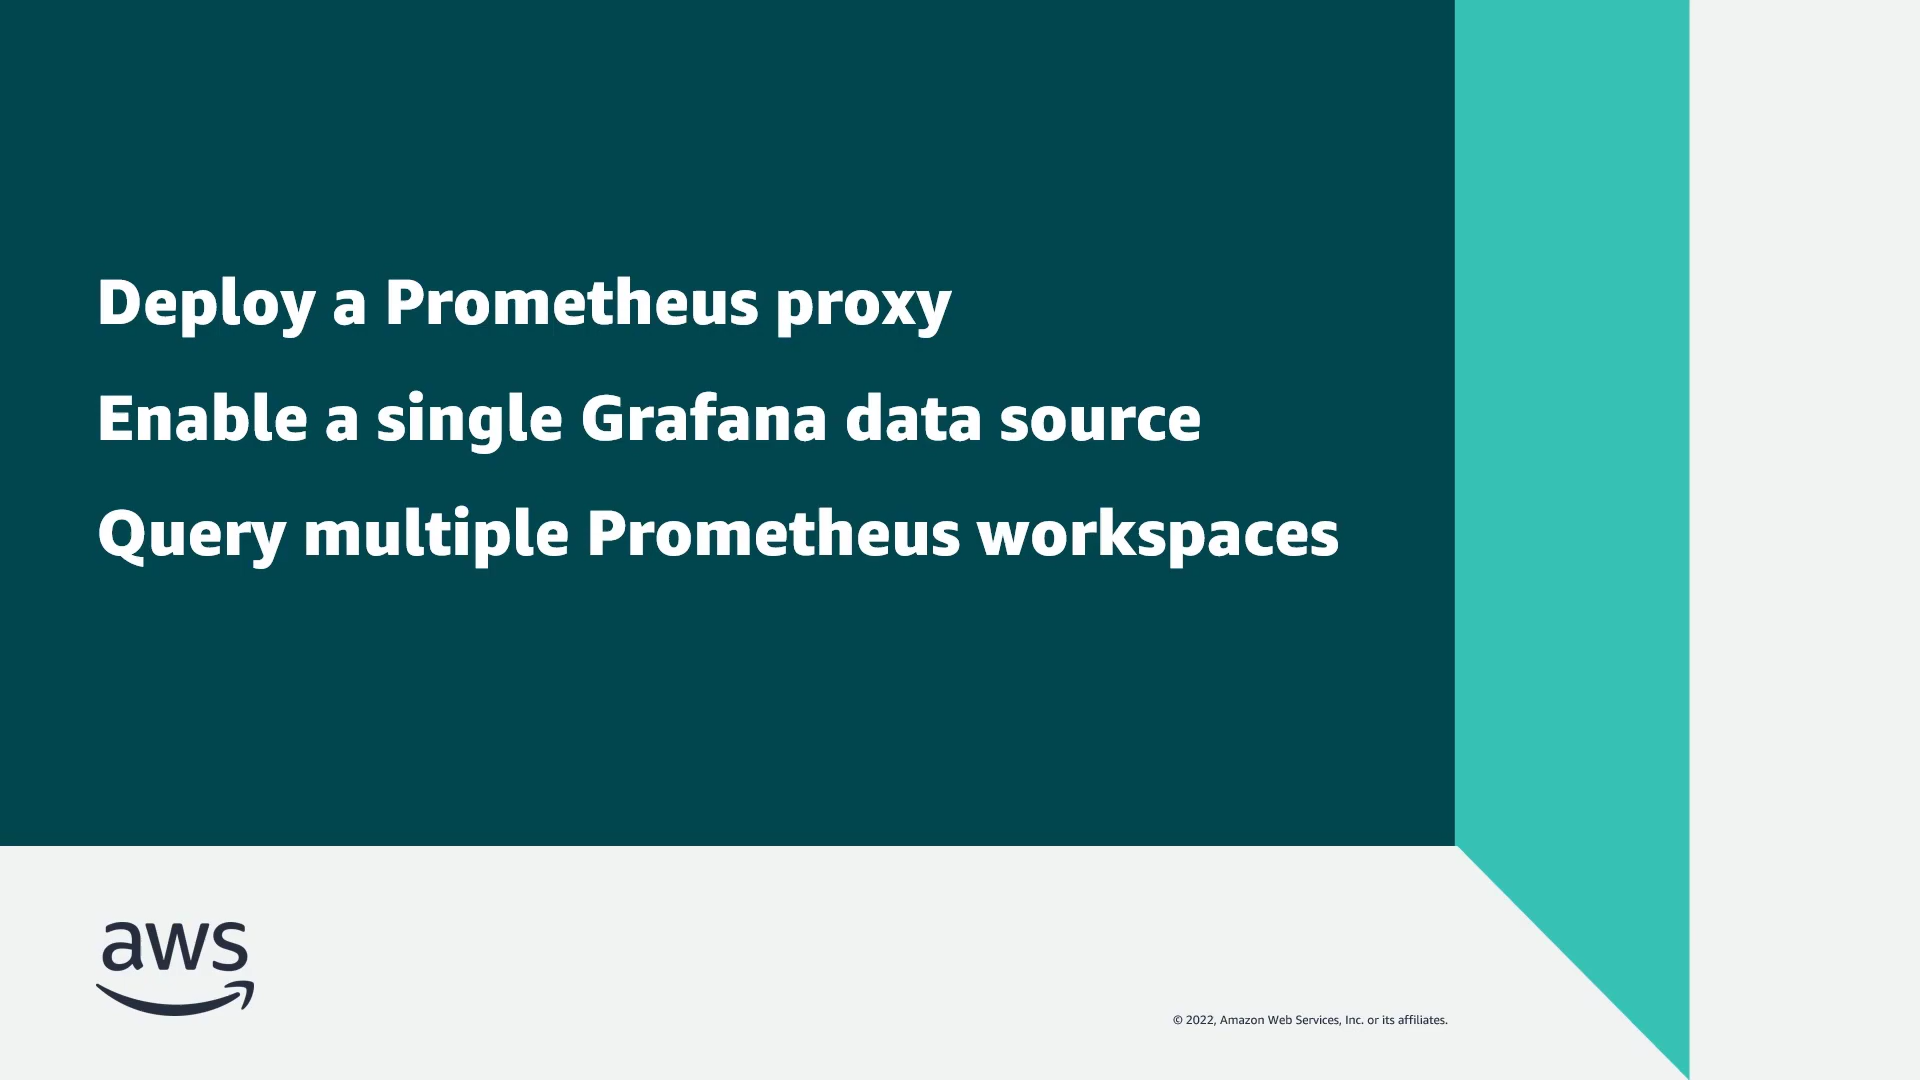 Deploy a Prometheus proxy
Enable a single Grafana data source
Query multiple Prometheus workspaces
aws
© 2022, Amazon Web Services, Inc. or its affiliates.